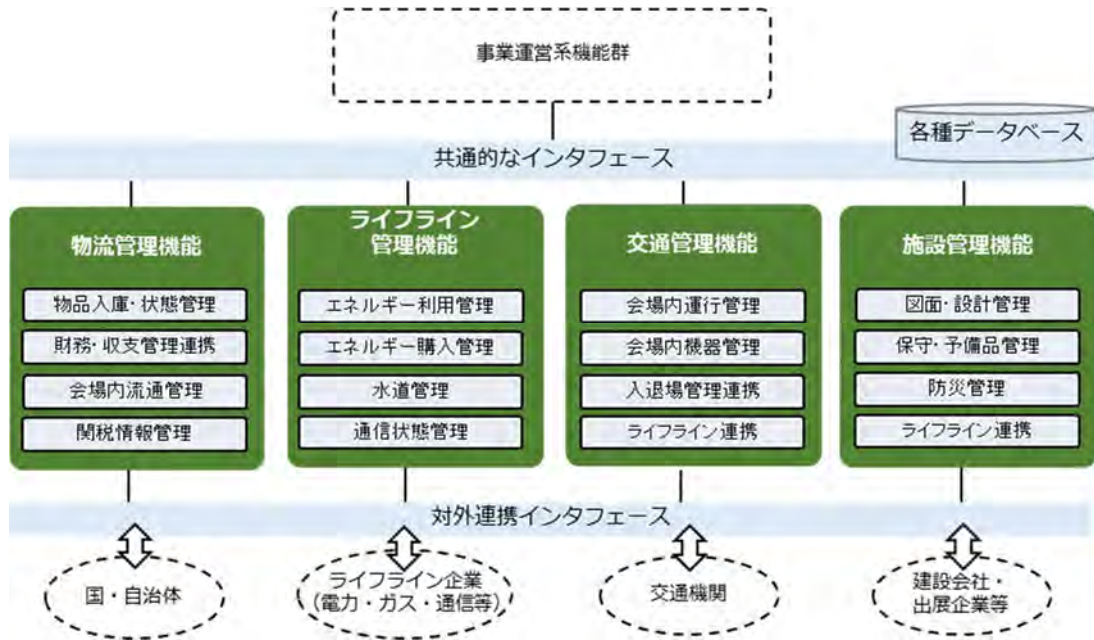 事業運営系機能群
各種データベース
共通的なインタフェース
物流管理機能
物品入庫・状態管理
財務・収支管理連携
会場内流通管理
関税情報管理
ライフライン
管理機能
エネルギー利用管理
エネルギー購入管理
水道管理
通信状態管理
交通管理機能
会場内運行管理
会場内機器管理
入退場管理連携
ライフライン連携
施設管理機能
図面・設計管理
保守・予備品管理
防災管理
ライフライン連携
対外連携インタフェース
国・自治体
ライフライン企業
(電力・ガス・通信等)
交通機関
建設会社・
出展企業等